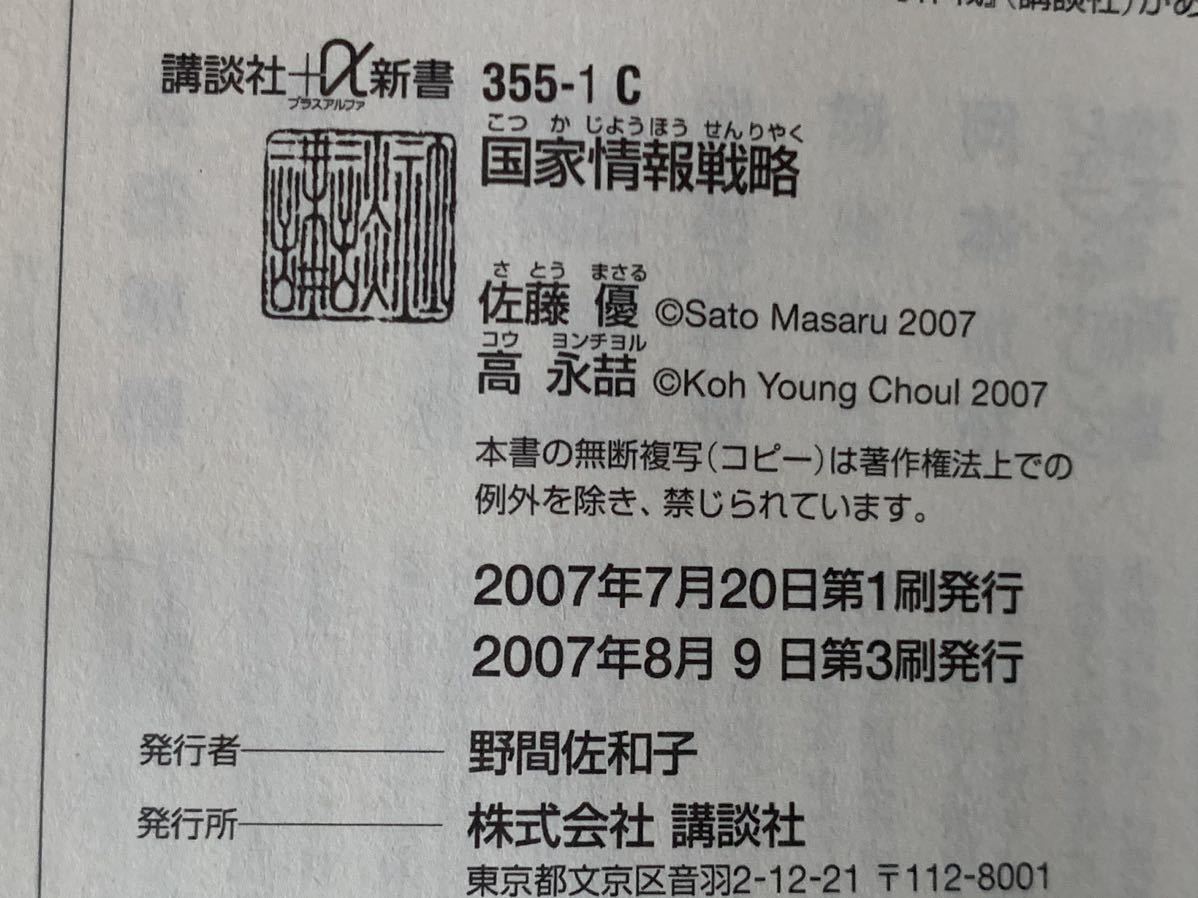 講談社+α新書 355-1 C
プラスアルファ
こつ か じようほう せんりやく
国家情報戦略
さ とう まさる
佐藤 優 ©Sato Masaru 2007
コウ ヨンチョル
高 永喆 ©Koh Young Choul 2007
本書の無断複写(コピー)は著作権法上での
例外を除き、禁じられています。
2007年7月20日第1刷発行
2007年8月9日第3刷発行
発行者 野間佐和子
発行所 株式会社 講談社
東京都文京区音羽2-12-21 〒112-8001